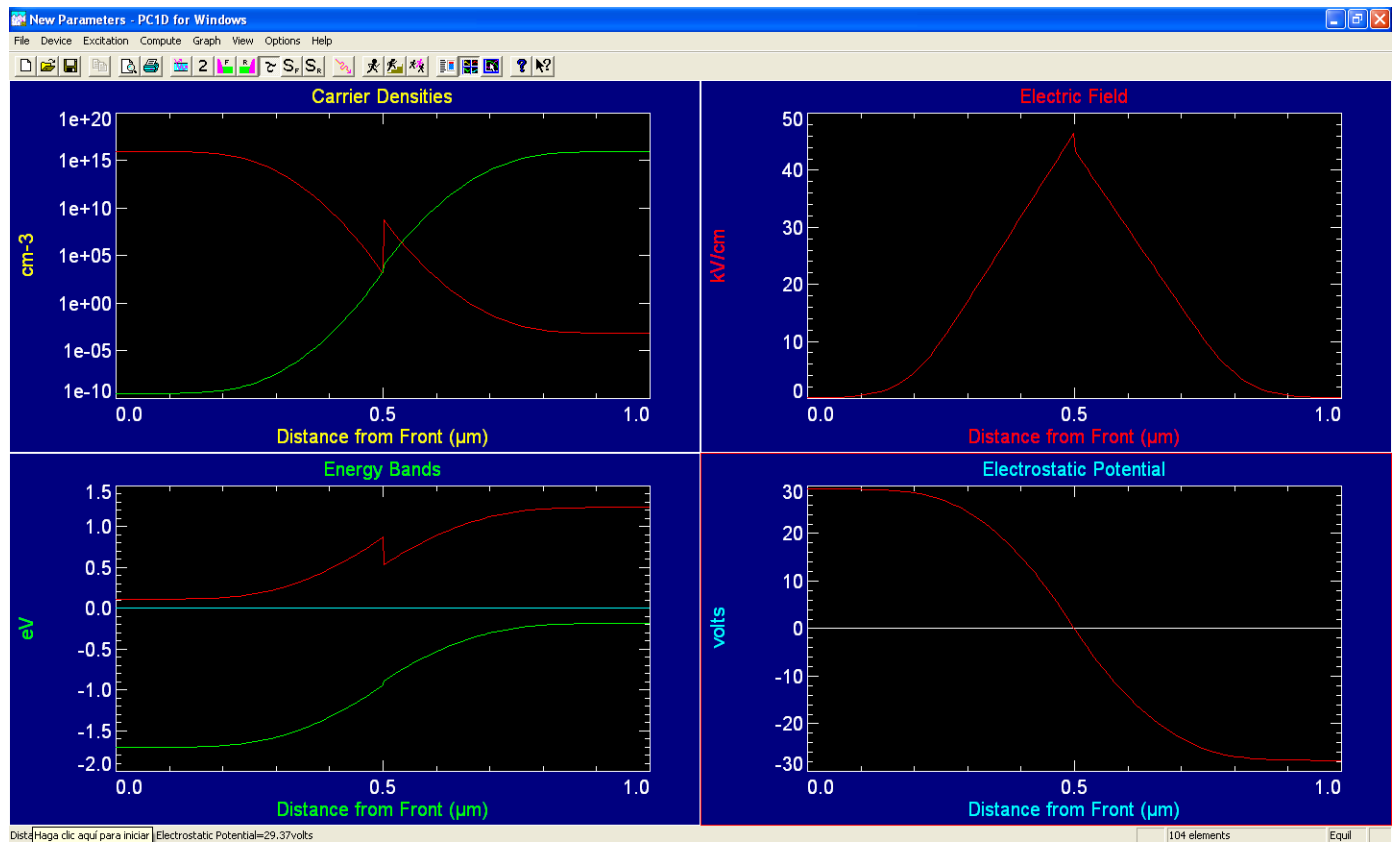 New Parameters - PC1D for Windows
File Device Excitation Compute Graph View Options Help
2 F R S F S R ? ?
Carrier Densities
1e+20
1e+15
1e+10
1e+05
1e+00
1e-05
1e-10
cm-3
0.0 0.5 1.0
Distance from Front (µm)
Electric Field
50
40
30
20
10
0
kV/cm
0.0 0.5 1.0
Distance from Front (µm)
Energy Bands
1.5
1.0
0.5
0.0
-0.5
-1.0
-1.5
-2.0
eV
0.0 0.5 1.0
Distance from Front (µm)
Electrostatic Potential
30
20
10
0
-10
-20
-30
volts
0.0 0.5 1.0
Distance from Front (µm)
Haga clic aquí para iniciar Electrostatic Potential=29.37volts 104 elements Equil